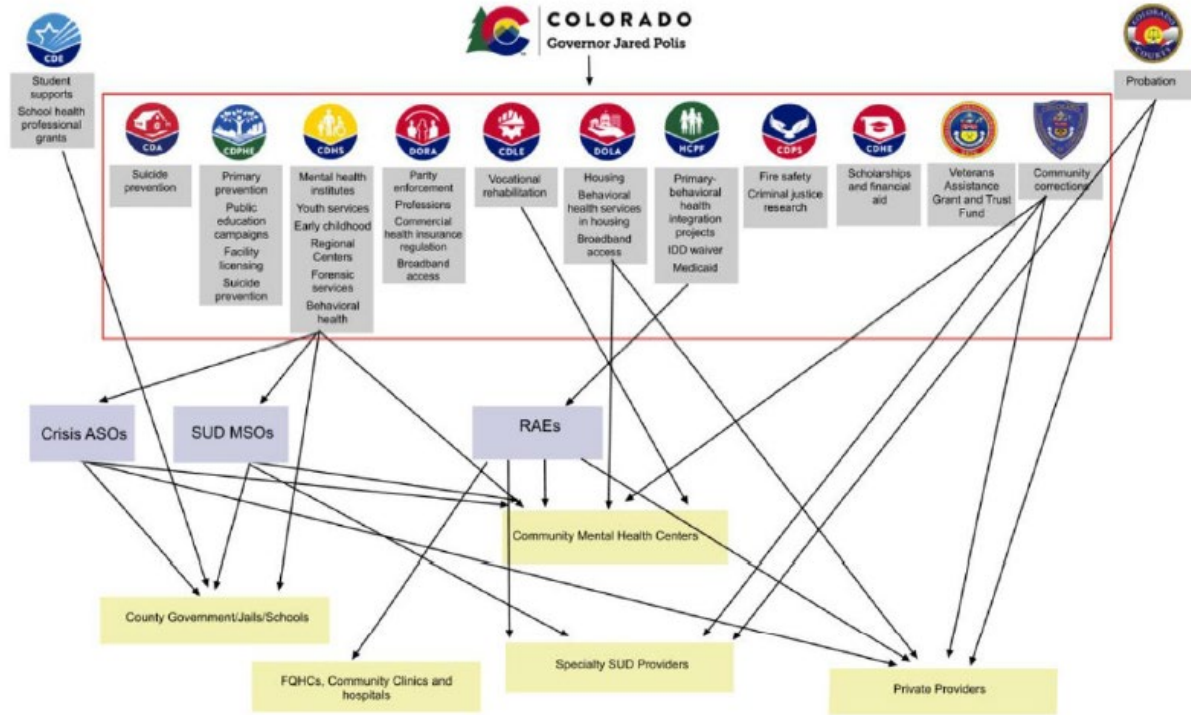 COLORADO
Governor Jared Polis
CDE
Student
supports
School health
professional
grants
Probation
CDA
Suicide
prevention
CDPHE
Primary
prevention
Public
education
campaigns
Facility
licensing
Suicide
prevention
CDHS
Mental health
institutes
Youth services
Early childhood
Regional
Centers
Forensic
services
Behavioral
health
DORA
Parity
enforcement
Professions
Commercial
health insurance
regulation
Broadband
access
CDLE
Vocational
rehabilitation
DOLA
Housing
Behavioral
health services
in housing
Broadband
access
HCPF
Primary-
behavioral
health
integration
projects
IDD waiver
Medicaid
CDPS
Fire safety
Criminal justice
research
CDHE
Scholarships
and financial
aid
Veterans
Assistance
Grant and Trust
Fund
Community
corrections
Crisis ASOs
SUD MSOs
RAEs
Community Mental Health Centers
County Government/Jails/Schools
FQHCs, Community Clinics and
hospitals
Specialty SUD Providers
Private Providers